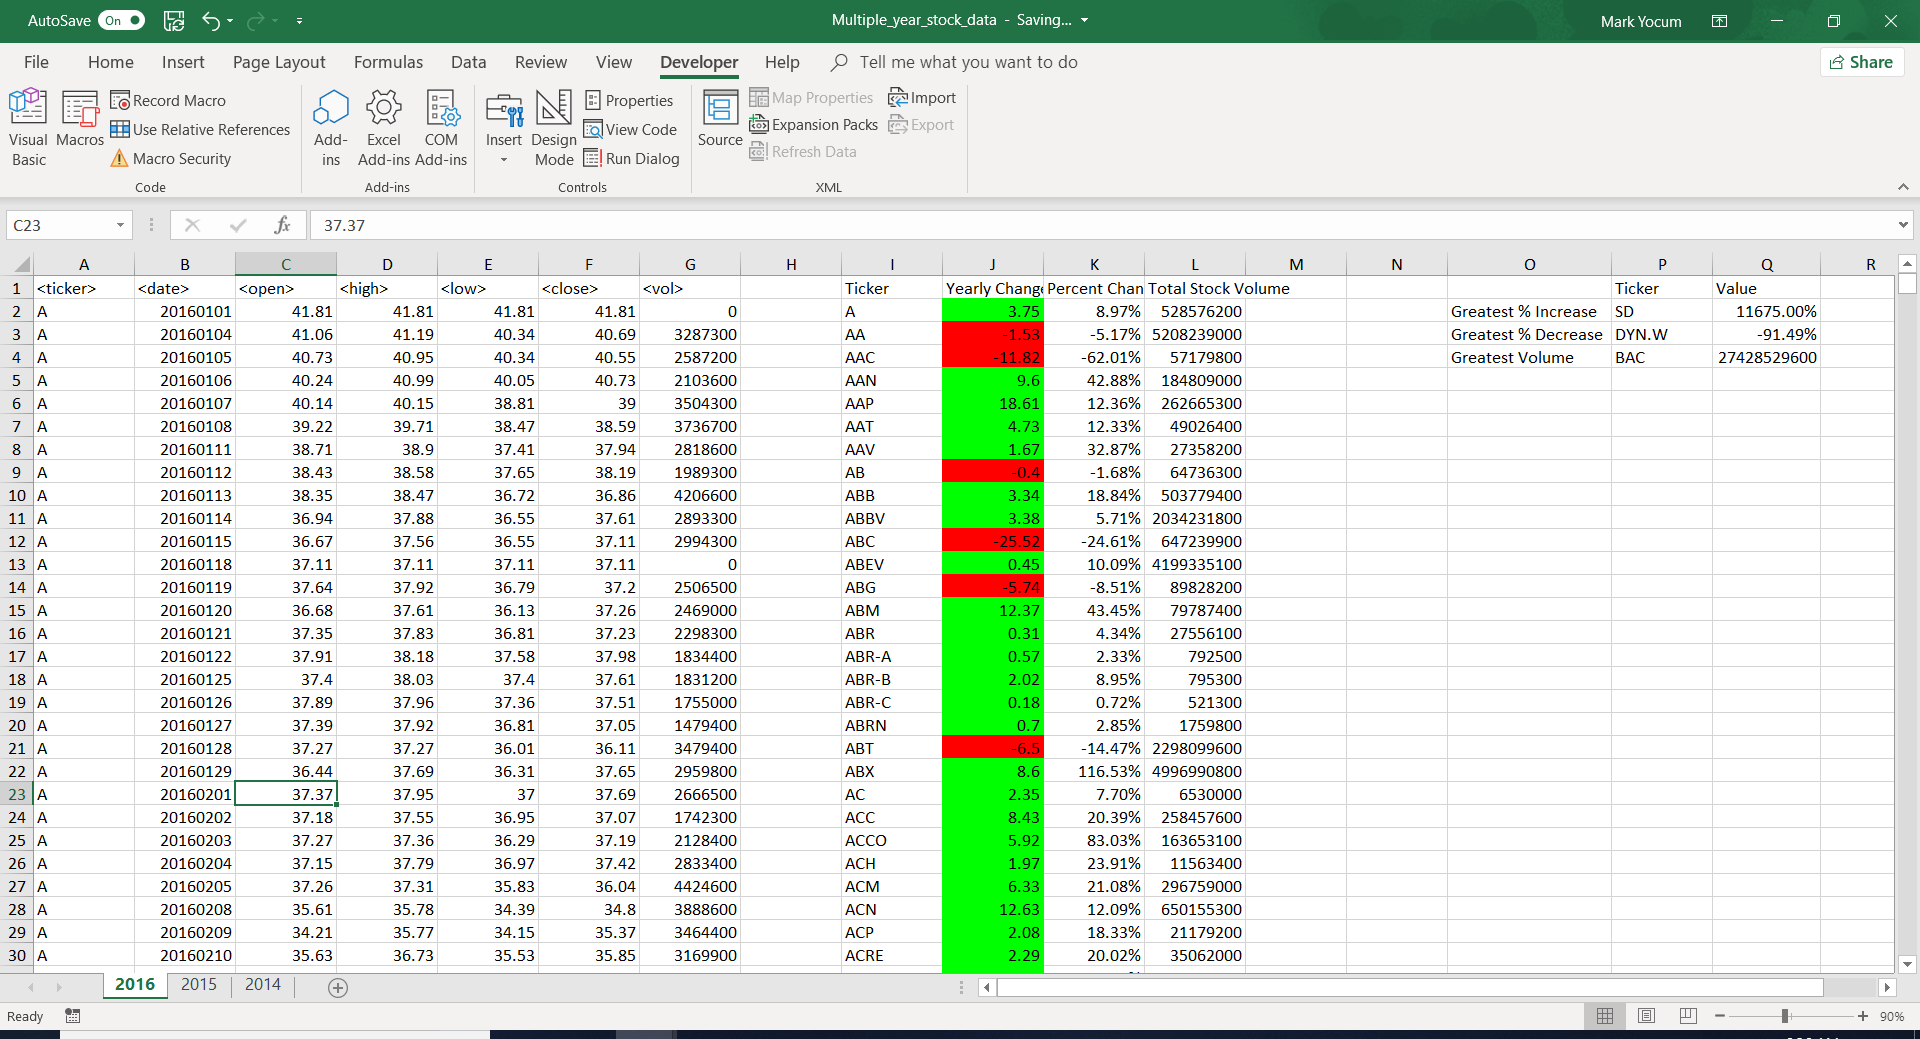 AutoSave On Multiple_year_stock_data - Saving... Mark Yocum
File Home Insert Page Layout Formulas Data Review View Developer Help Tell me what you want to do Share
Visual Basic
Macros
Record Macro
Use Relative References
Macro Security
Code
Add-ins
Excel Add-ins
COM Add-ins
Add-ins
Insert
Design Mode
Properties
View Code
Run Dialog
Controls
Source
Map Properties
Expansion Packs
Refresh Data
Import
Export
XML
C23 fx 37.37
A B C D E F G H I J K L M N O P Q R
1 <ticker> <date> <open> <high> <low> <close> <vol> Ticker Yearly Change Percent Chan Total Stock Volume Ticker Value
2 A 20160101 41.81 41.81 41.81 41.81 0 A 3.75 8.97% 528576200 Greatest % Increase SD 11675.00%
3 A 20160104 41.06 41.19 40.34 40.69 3287300 AA -1.53 -5.17% 5208239000 Greatest % Decrease DYN.W -91.49%
4 A 20160105 40.73 40.95 40.34 40.55 2587200 AAC -11.82 -62.01% 57179800 Greatest Volume BAC 27428529600
5 A 20160106 40.24 40.99 40.05 40.73 2103600 AAN 9.6 42.88% 184809000
6 A 20160107 40.14 40.15 38.81 39 3504300 AAP 18.61 12.36% 262665300
7 A 20160108 39.22 39.71 38.47 38.59 3736700 AAT 4.73 12.33% 49026400
8 A 20160111 38.71 38.9 37.41 37.94 2818600 AAV 1.67 32.87% 27358200
9 A 20160112 38.43 38.58 37.65 38.19 1989300 AB -0.4 -1.68% 64736300
10 A 20160113 38.35 38.47 36.72 36.86 4206600 ABB 3.34 18.84% 503779400
11 A 20160114 36.94 37.88 36.55 37.61 2893300 ABBV 3.38 5.71% 2034231800
12 A 20160115 36.67 37.56 36.55 37.11 2994300 ABC -25.52 -24.61% 647239900
13 A 20160118 37.11 37.11 37.11 37.11 0 ABEV 0.45 10.09% 4199335100
14 A 20160119 37.64 37.92 36.79 37.2 2506500 ABG -5.74 -8.51% 89828200
15 A 20160120 36.68 37.61 36.13 37.26 2469000 ABM 12.37 43.45% 79787400
16 A 20160121 37.35 37.83 36.81 37.23 2298300 ABR 0.31 4.34% 27556100
17 A 20160122 37.91 38.18 37.58 37.98 1834400 ABR-A 0.57 2.33% 792500
18 A 20160125 37.4 38.03 37.4 37.61 1831200 ABR-B 2.02 8.95% 795300
19 A 20160126 37.89 37.96 37.36 37.51 1755000 ABR-C 0.18 0.72% 521300
20 A 20160127 37.39 37.92 36.81 37.05 1479400 ABRN 0.7 2.85% 1759800
21 A 20160128 37.27 37.27 36.01 36.11 3479400 ABT -6.5 -14.47% 2298099600
22 A 20160129 36.44 37.69 36.31 37.65 2959800 ABX 8.6 116.53% 4996990800
23 A 20160201 37.37 37.95 37 37.69 2666500 AC 2.35 7.70% 6530000
24 A 20160202 37.18 37.55 36.95 37.07 1742300 ACC 8.43 20.39% 258457600
25 A 20160203 37.27 37.36 36.29 37.19 2128400 ACCO 5.92 83.03% 163653100
26 A 20160204 37.15 37.79 36.97 37.42 2833400 ACH 1.97 23.91% 11563400
27 A 20160205 37.26 37.31 35.83 36.04 4424600 ACM 6.33 21.08% 296759000
28 A 20160208 35.61 35.78 34.39 34.8 3888600 ACN 12.63 12.09% 650155300
29 A 20160209 34.21 35.77 34.15 35.37 3464400 ACP 2.08 18.33% 21179200
30 A 20160210 35.63 36.73 35.53 35.85 3169900 ACRE 2.29 20.02% 35062000
2016 2015 2014
Ready 90%